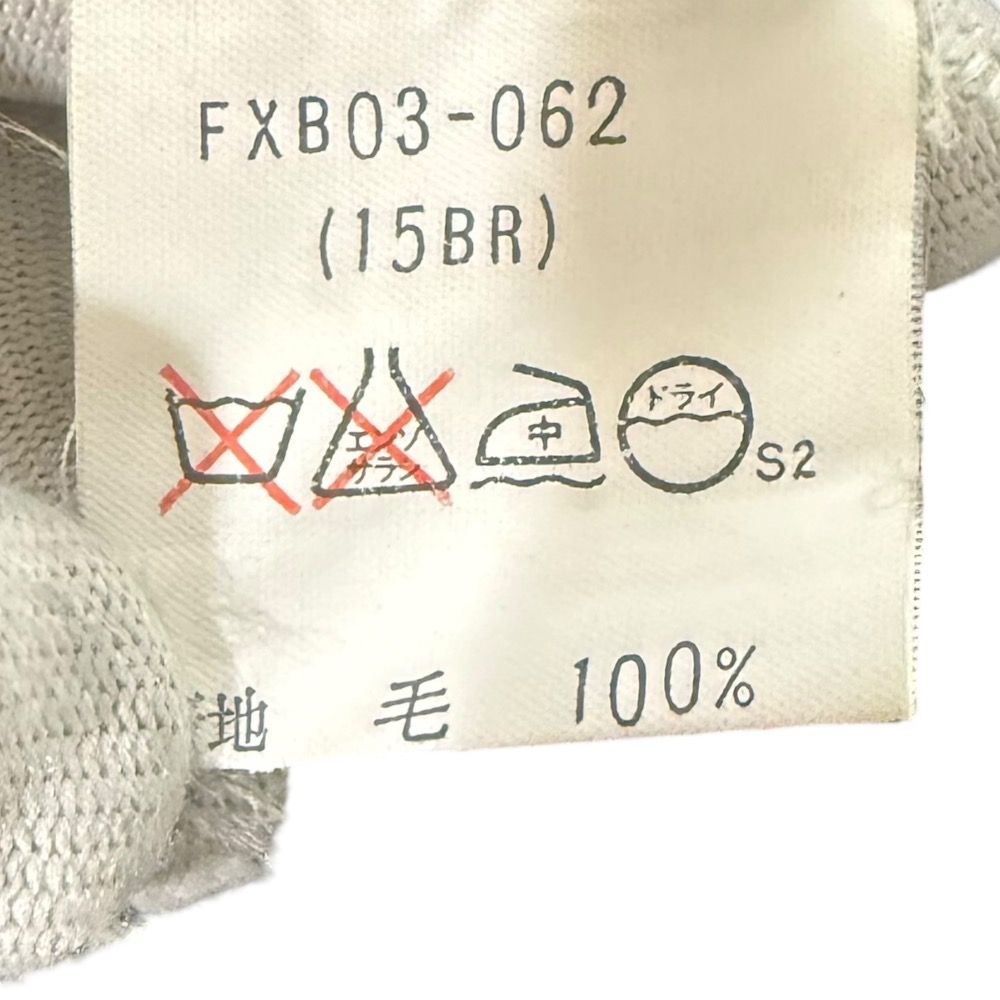 FXB03-062
(15BR)
エンソ
サラシ
中
ドライ
S2
地 毛 100%